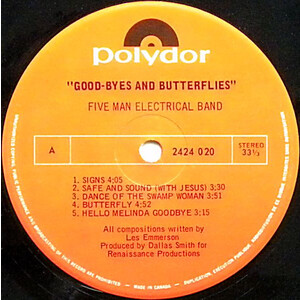 polydor
"GOOD-BYES AND BUTTERFLIES"
FIVE MAN ELECTRICAL BAND
A
2424 020
STEREO
33⅓
1. SIGNS 4:05
2. SAFE AND SOUND (WITH JESUS) 3:30
3. DANCE OF THE SWAMP WOMAN 3:51
4. BUTTERFLY 4:52
5. HELLO MELINDA GOODBYE 3:15
All compositions written by
Les Emmerson
Produced by Dallas Smith for
Renaissance Productions
MADE IN CANADA